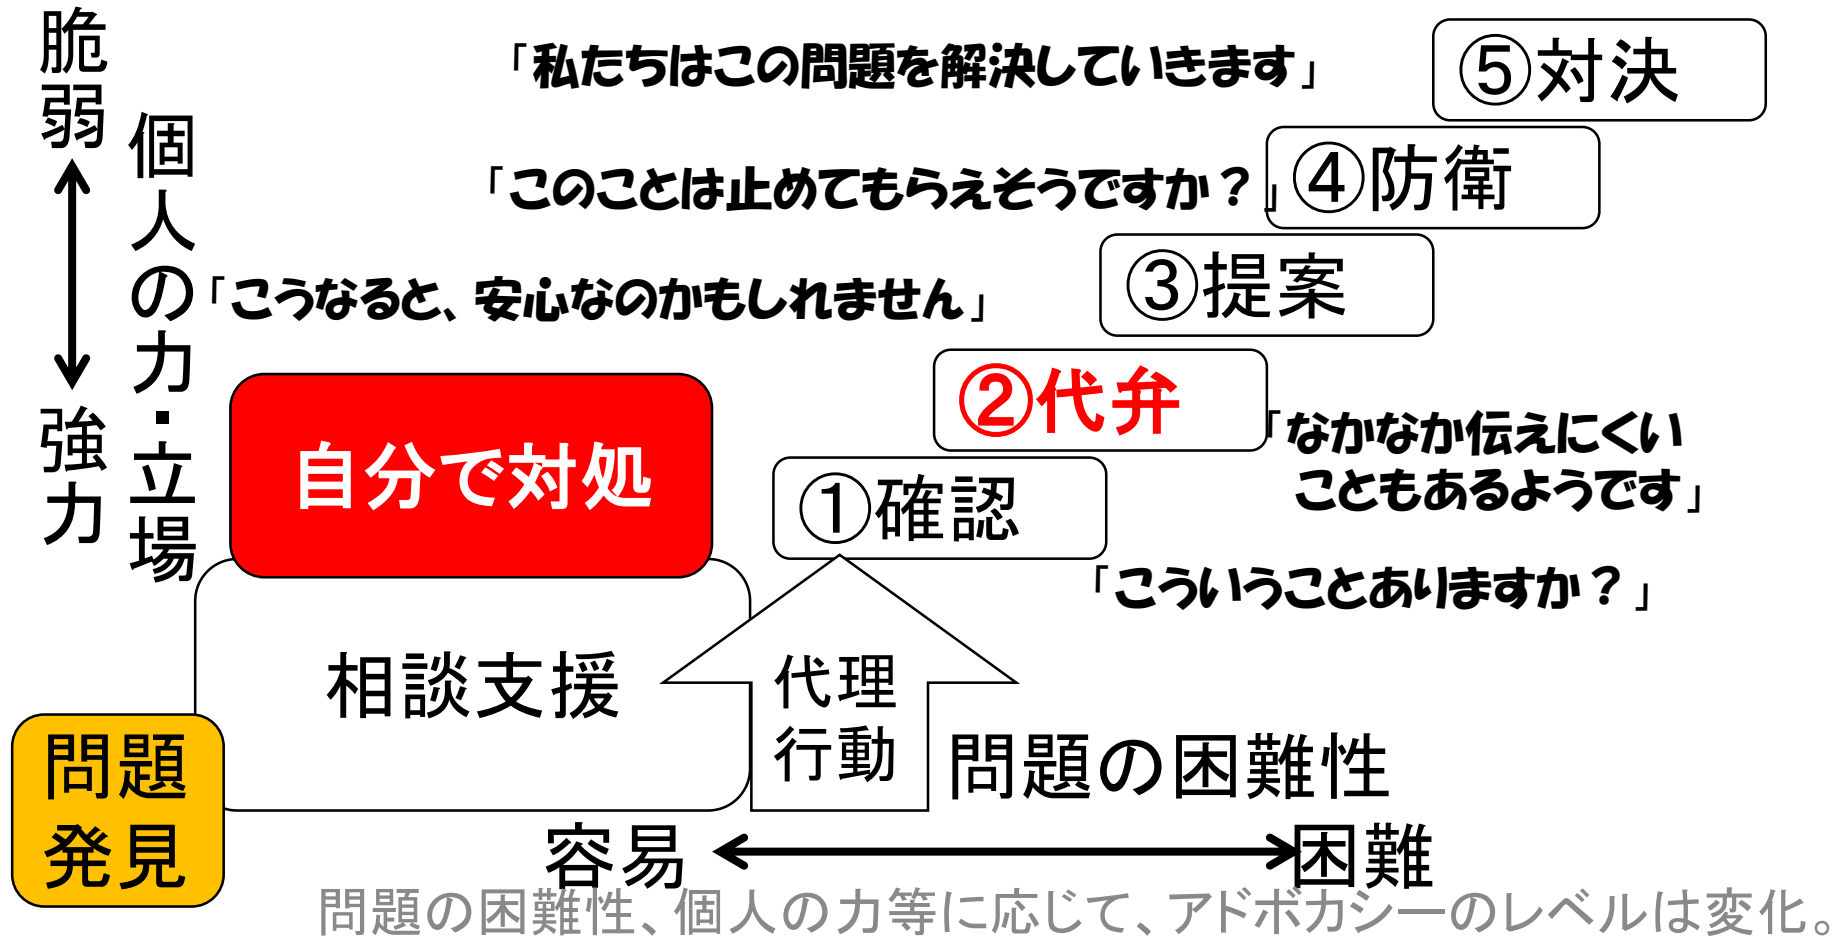 脆弱
強力
個人の力・立場
「私たちはこの問題を解決していきます」
⑤対決
「このことは止めてもらえそうですか？」
④防衛
「こうなると、安心なのかもしれません」
③提案
②代弁
「なかなか伝えにくい
こともあるようです」
自分で対処
①確認
「こういうことありますか？」
相談支援
代理
行動
問題
発見
問題の困難性
容易
困難
問題の困難性、個人の力等に応じて、アドボカシーのレベルは変化。